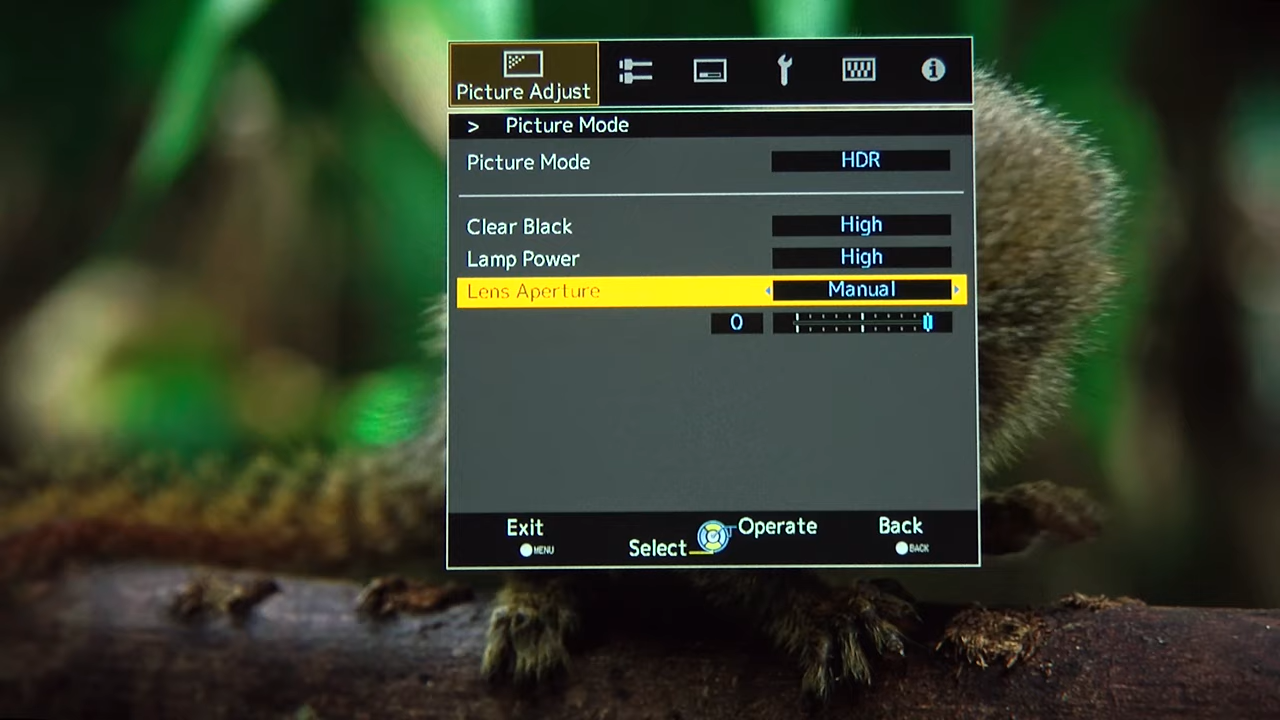 Picture Adjust
> Picture Mode
Picture Mode HDR
Clear Black High
Lamp Power High
Lens Aperture Manual
0
Exit Operate Back
MENU Select BACK